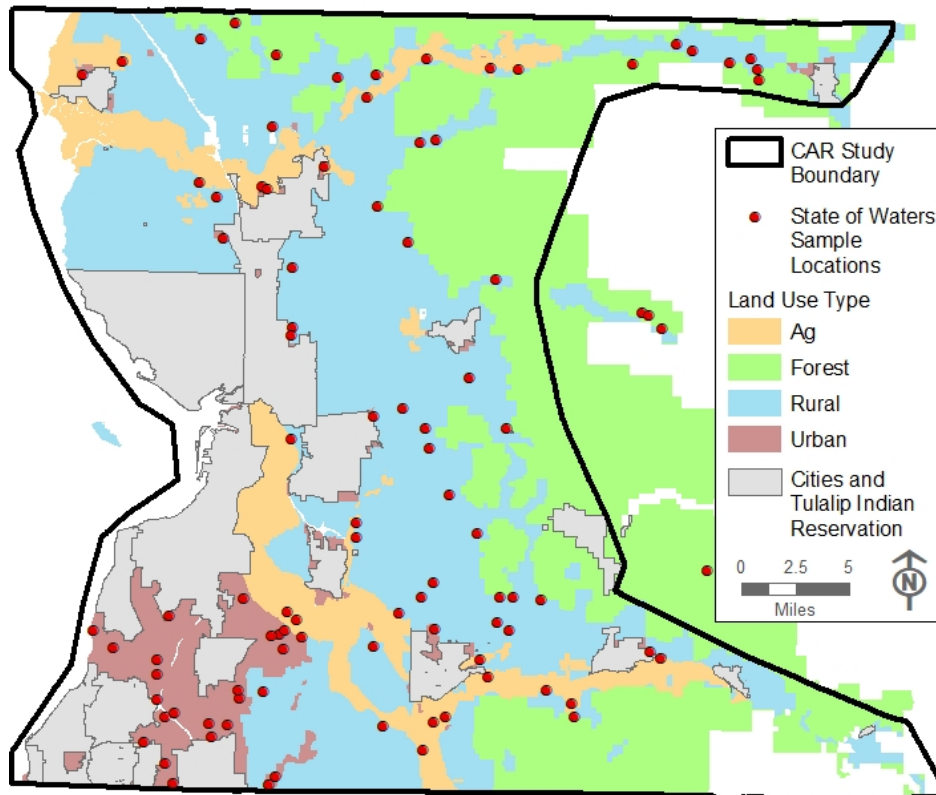 CAR Study
Boundary
State of Waters
Sample
Locations
Land Use Type
Ag
Forest
Rural
Urban
Cities and
Tulalip Indian
Reservation
0 2.5 5
Miles
N